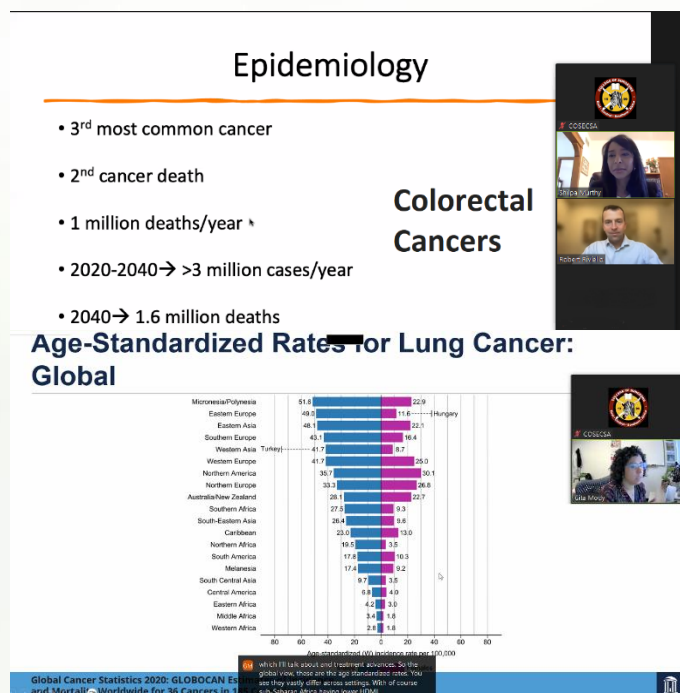 Epidemiology
• 3rd most common cancer
• 2nd cancer death
• 1 million deaths/year
• 2020-2040→ >3 million cases/year
• 2040→ 1.6 million deaths
Colorectal
Cancers
COSECSA
Shilpa Murthy
Age-Standardized Rates for Lung Cancer:
Global
COSECSA
Gita Mody
Micronesia/Polynesia 51.8 22.9
Eastern Europe 49.0 11.6 Hungary
Eastern Asia 48.1 22.1
Southern Europe 43.1 16.4
Western Asia Turkey 41.7 8.7
Western Europe 41.7 25.0
Northern America 35.7 30.1
Northern Europe 33.3 26.8
Australia/New Zealand 28.1 22.7
Southern Africa 27.5 9.3
South-Eastern Asia 26.4 9.6
Caribbean 23.0 13.0
Northern Africa 19.5 3.5
South America 17.8 10.3
Melanesia 17.4 9.2
South Central Asia 9.7 3.5
Central America 6.8 4.0
Eastern Africa 4.2 3.0
Middle Africa 3.4 1.8
Western Africa 2.8 1.8
80 60 40 20 0 20 40 60 80
Age-standardized (W) incidence rate per 100,000
GM which I'll talk about and treatment advances. So the
global view, these are the age standardized rates. You
see they vastly differ across settings. With of course
sub-Saharan Africa having lower HDMI
Global Cancer Statistics 2020: GLOBOCAN
and Mortality Worldwide for 36 Cancers in